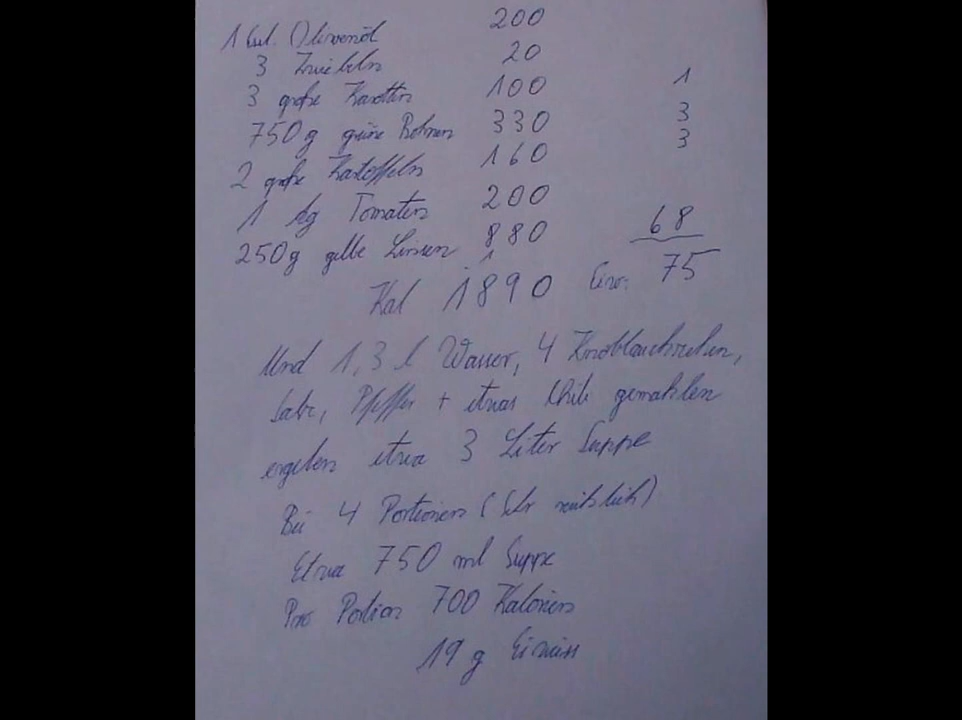 1 Essl. Olivenöl 200
3 Zwiebeln 20
3 große Karotten 100 1
750g grüne Bohnen 330 3
2 große Kartoffeln 160 3
1 kg Tomaten 200
250g gelbe Linsen 880 68
Kal 1890 Eiw: 75
Und 1,3 l Wasser, 4 Knoblauchzehen,
Salz, Pfeffer + etwas Chili gemahlen
ergeben etwa 3 Liter Suppe
Bei 4 Portionen (Sehr reichlich)
Etwa 750 ml Suppe
Pro Portion 700 Kalorien
19 g Eiweiss